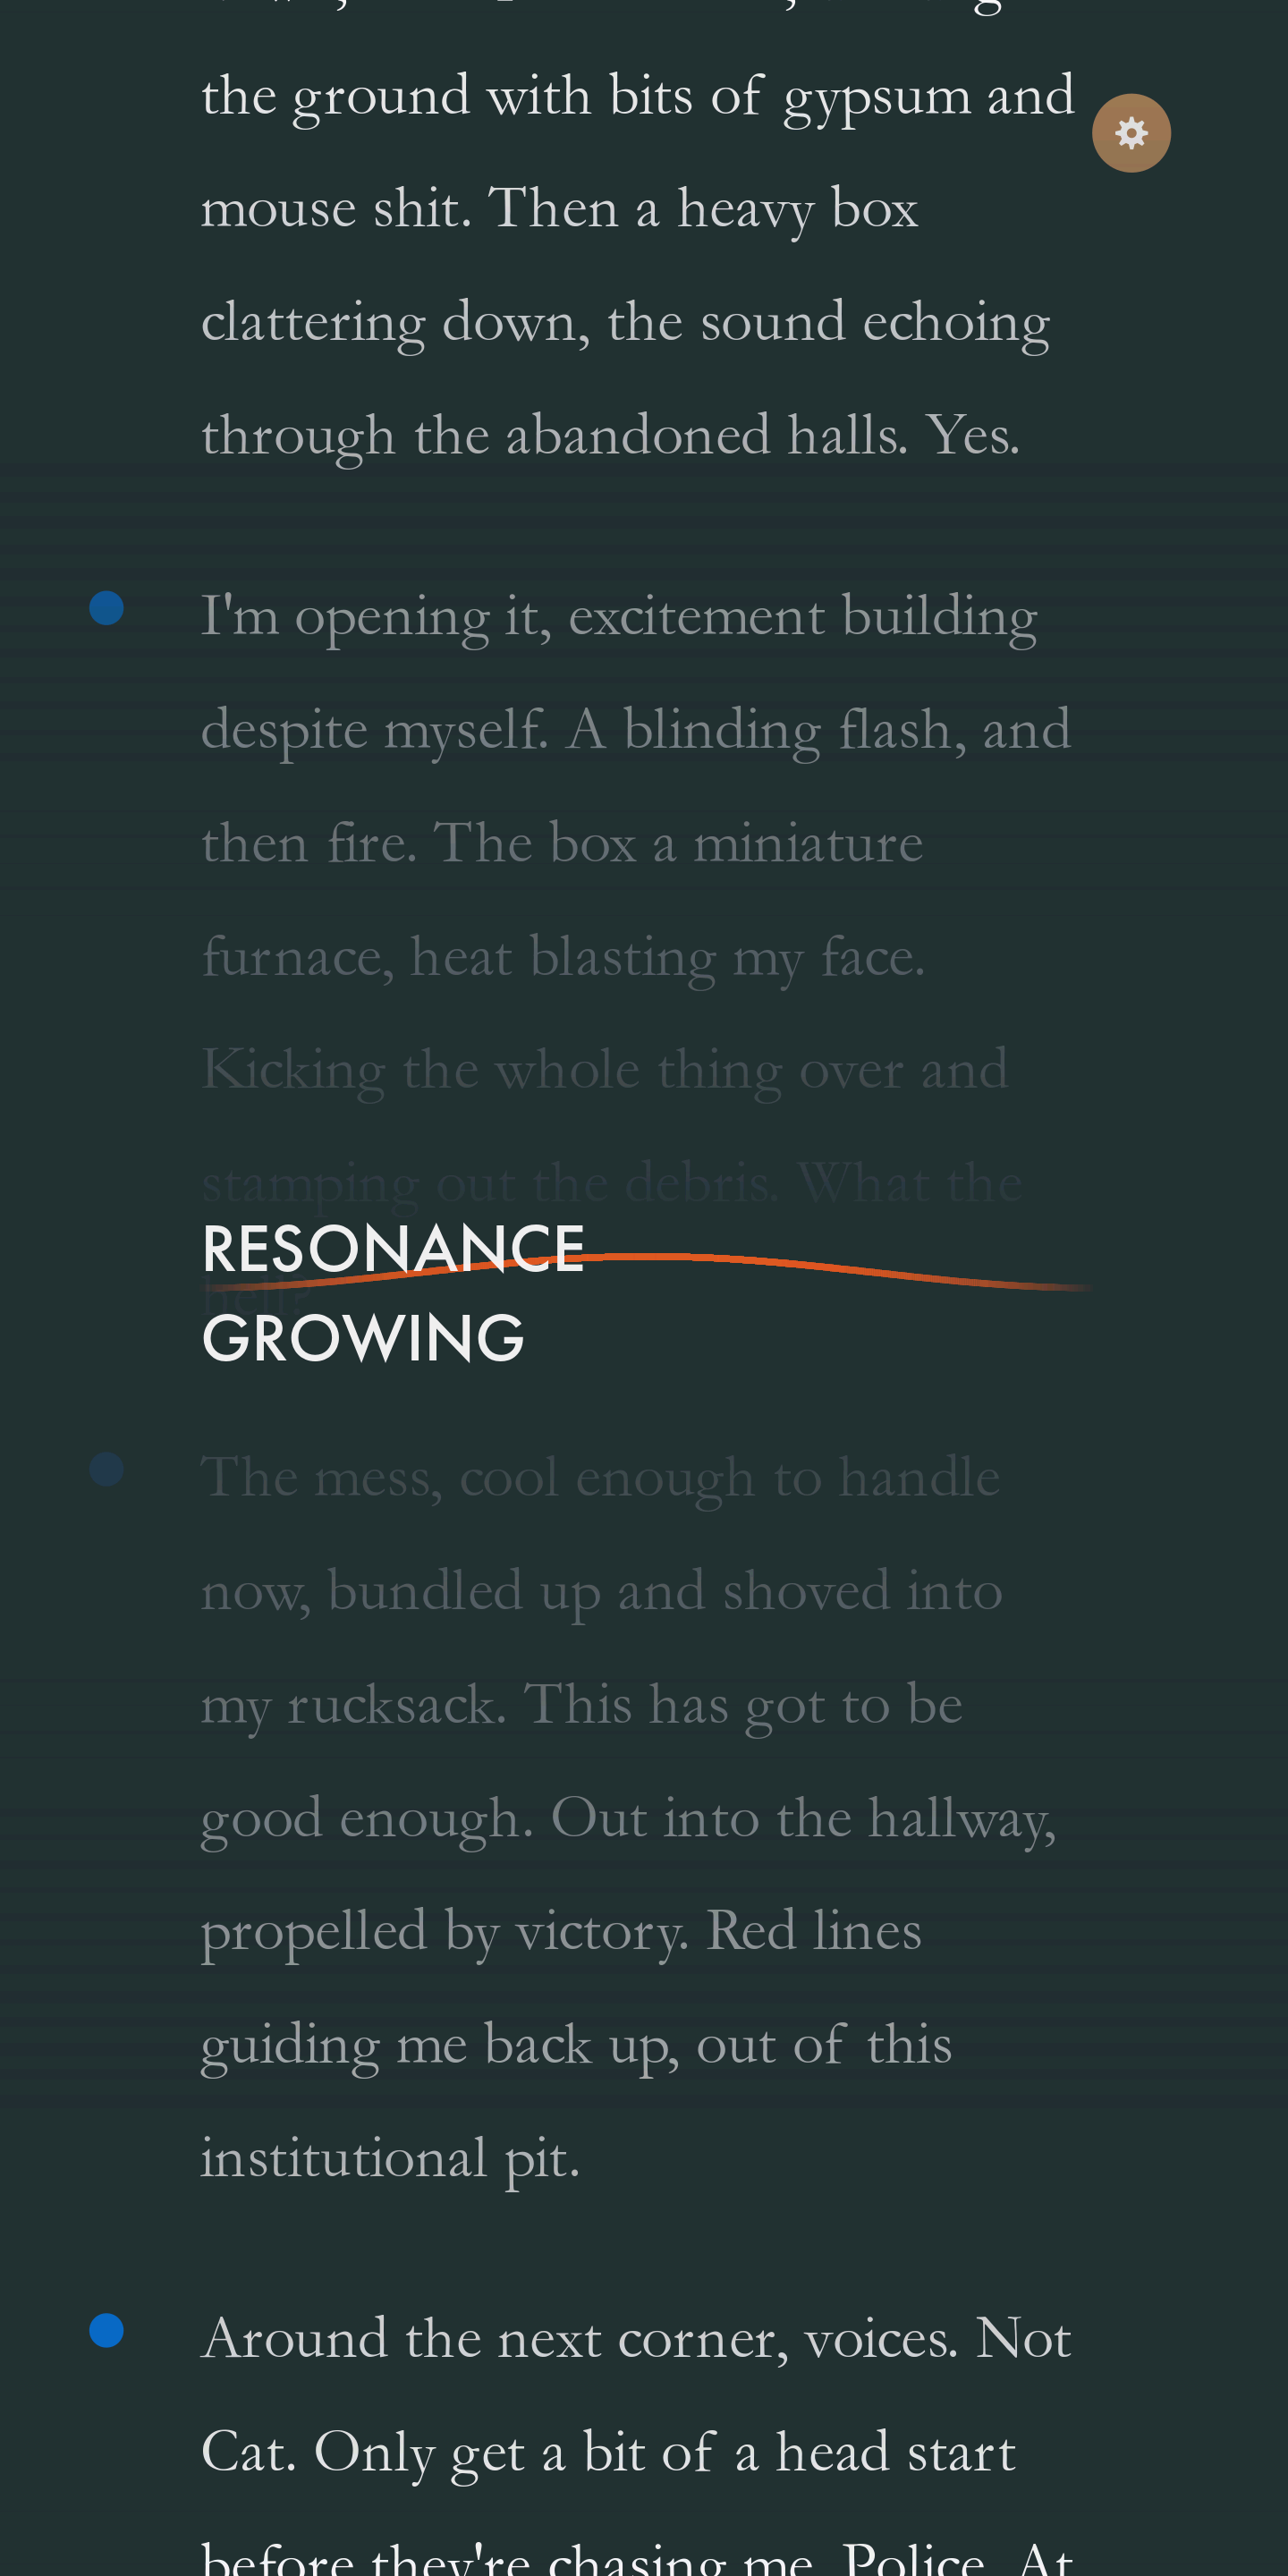 the ground with bits of gypsum and
mouse shit. Then a heavy box
clattering down, the sound echoing
through the abandoned halls. Yes.
I'm opening it, excitement building
despite myself. A blinding flash, and
then fire. The box a miniature
furnace, heat blasting my face.
Kicking the whole thing over and
stamping out the debris. What the
hell?
RESONANCE
GROWING
The mess, cool enough to handle
now, bundled up and shoved into
my rucksack. This has got to be
good enough. Out into the hallway,
propelled by victory. Red lines
guiding me back up, out of this
institutional pit.
Around the next corner, voices. Not
Cat. Only get a bit of a head start
before they're chasing me. Police. At